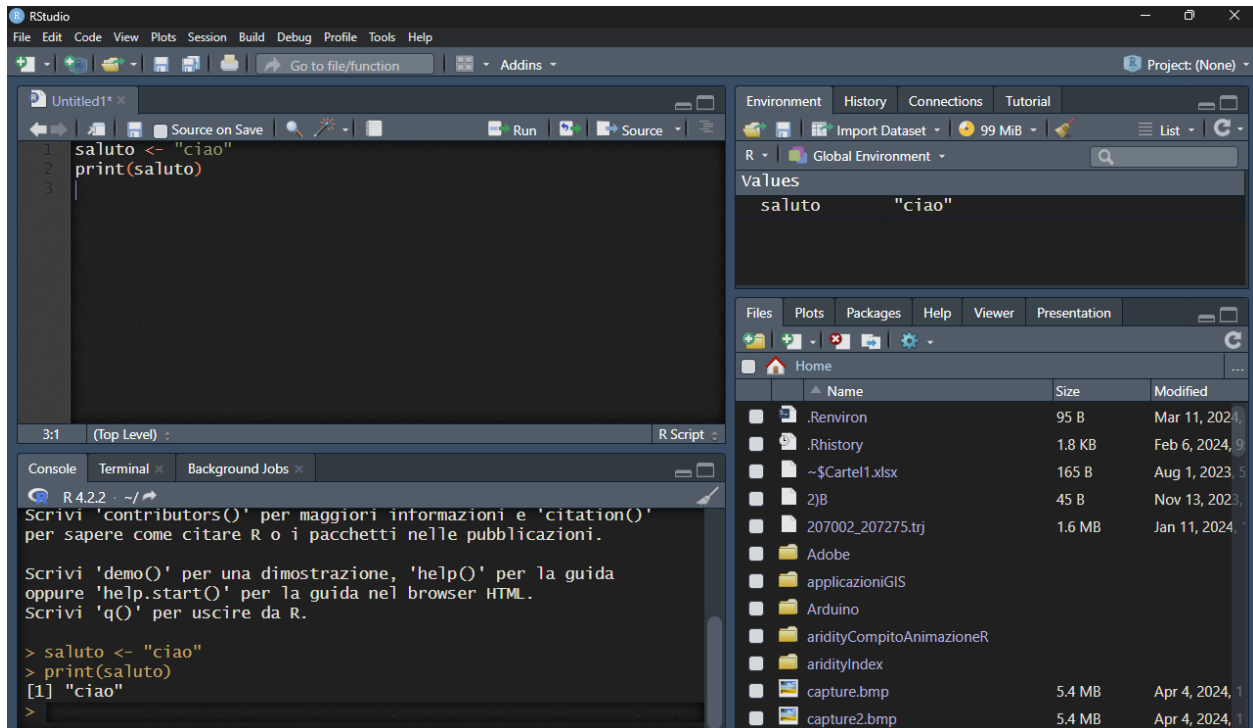 RStudio
File Edit Code View Plots Session Build Debug Profile Tools Help
Go to file/function
Addins
Project: (None)
Untitled1*
Source on Save
Run
Source
1 saluto <- "ciao"
2 print(saluto)
3
3:1
(Top Level)
R Script
Console Terminal Background Jobs
R 4.2.2 · ~/
Scrivi 'contributors()' per maggiori informazioni e 'citation()'
per sapere come citare R o i pacchetti nelle pubblicazioni.
Scrivi 'demo()' per una dimostrazione, 'help()' per la guida
oppure 'help.start()' per la guida nel browser HTML.
Scrivi 'q()' per uscire da R.
> saluto <- "ciao"
> print(saluto)
[1] "ciao"
>
Environment History Connections Tutorial
Import Dataset
99 MiB
List
R
Global Environment
Values
saluto "ciao"
Files Plots Packages Help Viewer Presentation
Home
...
Name Size Modified
.Renviron 95 B Mar 11, 2024,
.Rhistory 1.8 KB Feb 6, 2024, 9
~$Cartel1.xlsx 165 B Aug 1, 2023, 5
2)B 45 B Nov 13, 2023,
207002_207275.trj 1.6 MB Jan 11, 2024,
Adobe
applicazioniGIS
Arduino
aridityCompitoAnimazioneR
aridityIndex
capture.bmp 5.4 MB Apr 4, 2024, 1
capture2.bmp 5.4 MB Apr 4, 2024, 1